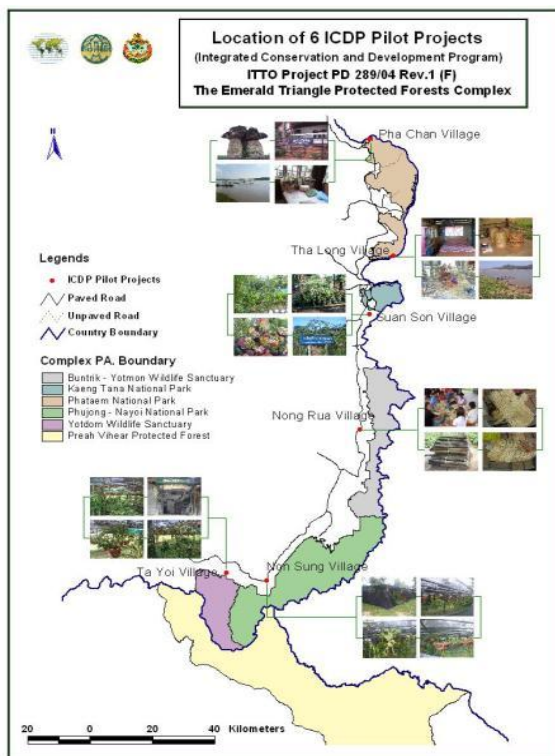 Location of 6 ICDP Pilot Projects
(Integrated Conservation and Development Program)
ITTO Project PD 289/04 Rev.1 (F)
The Emerald Triangle Protected Forests Complex
N
Pha Chan Village
Tha Long Village
Suan Son Village
Nong Rua Village
Ta Yoi Village
Non Sung Village
Legends
ICDP Pilot Projects
Paved Road
Unpaved Road
Country Boundary
Complex PA. Boundary
Buntrik - Yotmon Wildlife Sanctuary
Kaeng Tana National Park
Phataem National Park
Phujong - Nayoi National Park
Yotdom Wildlife Sanctuary
Preah Vihear Protected Forest
20 0 20 40 Kilometers